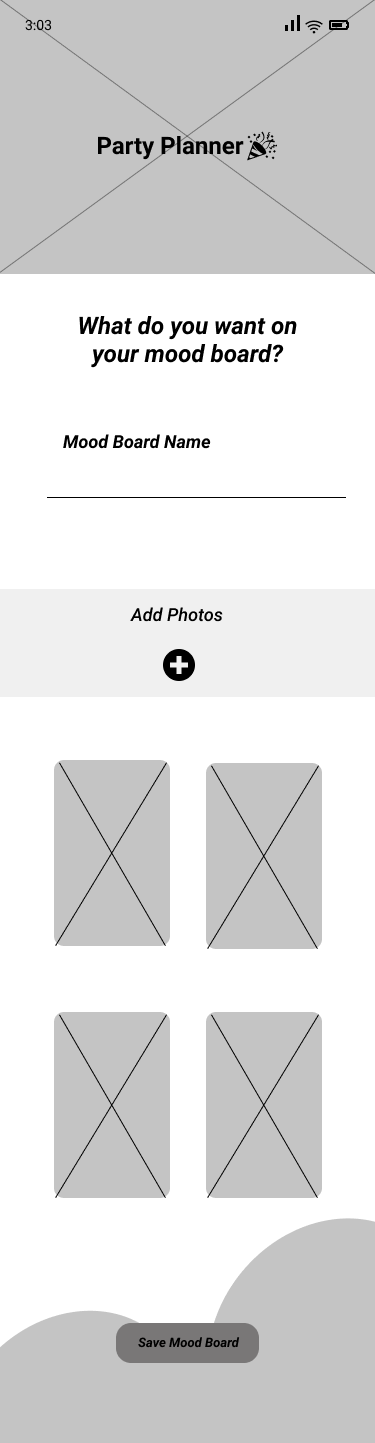 3:03
Party Planner
What do you want on
your mood board?
Mood Board Name
Add Photos
Save Mood Board